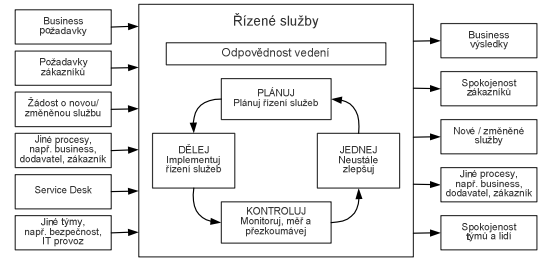 Business
požadavky
Požadavky
zákazníků
Žádost o novou/
změněnou službu
Jiné procesy,
např. business,
dodavatel, zákazník
Service Desk
Jiné týmy,
např. bezpečnost,
IT provoz
Řízené služby
Odpovědnost vedení
PLÁNUJ
Plánuj řízení služeb
DĚLEJ
Implementuj
řízení služeb
JEDNEJ
Neustále
zlepšuj
KONTROLUJ
Monitoruj, měř a
přezkoumávej
Business
výsledky
Spokojenost
zákazníků
Nové / změněné
služby
Jiné procesy,
např. business,
dodavatel, zákazník
Spokojenost
týmů a lidí